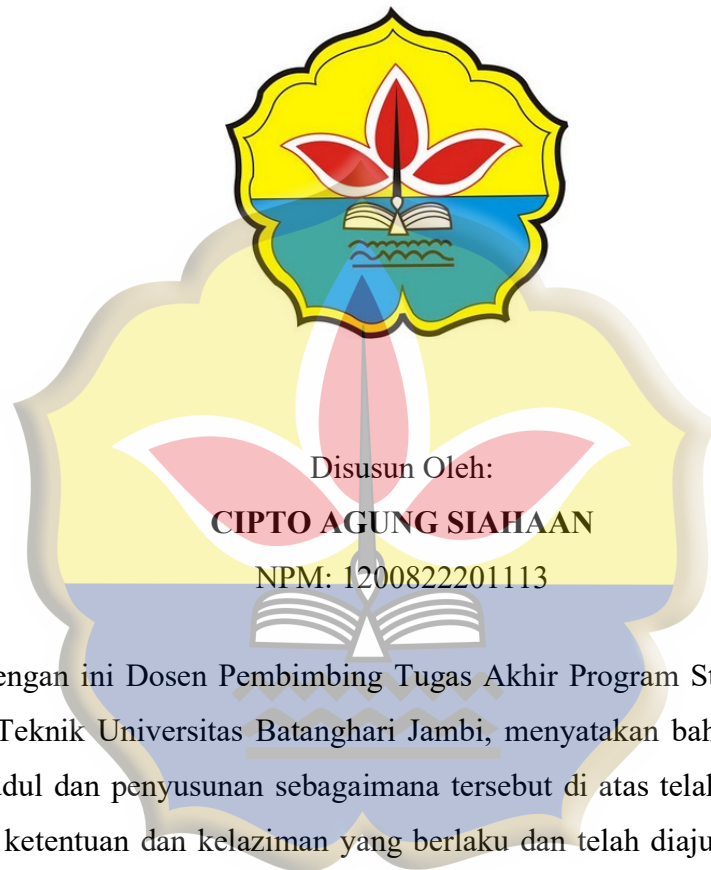 Disusun Oleh:
CIPTO AGUNG SIAHAAN
NPM: 1200822201113
engan ini Dosen Pembimbing Tugas Akhir Program St
Teknik Universitas Batanghari Jambi, menyatakan bah
dul dan penyusunan sebagaimana tersebut di atas telah
ketentuan dan kelaziman yang berlaku dan telah diaju